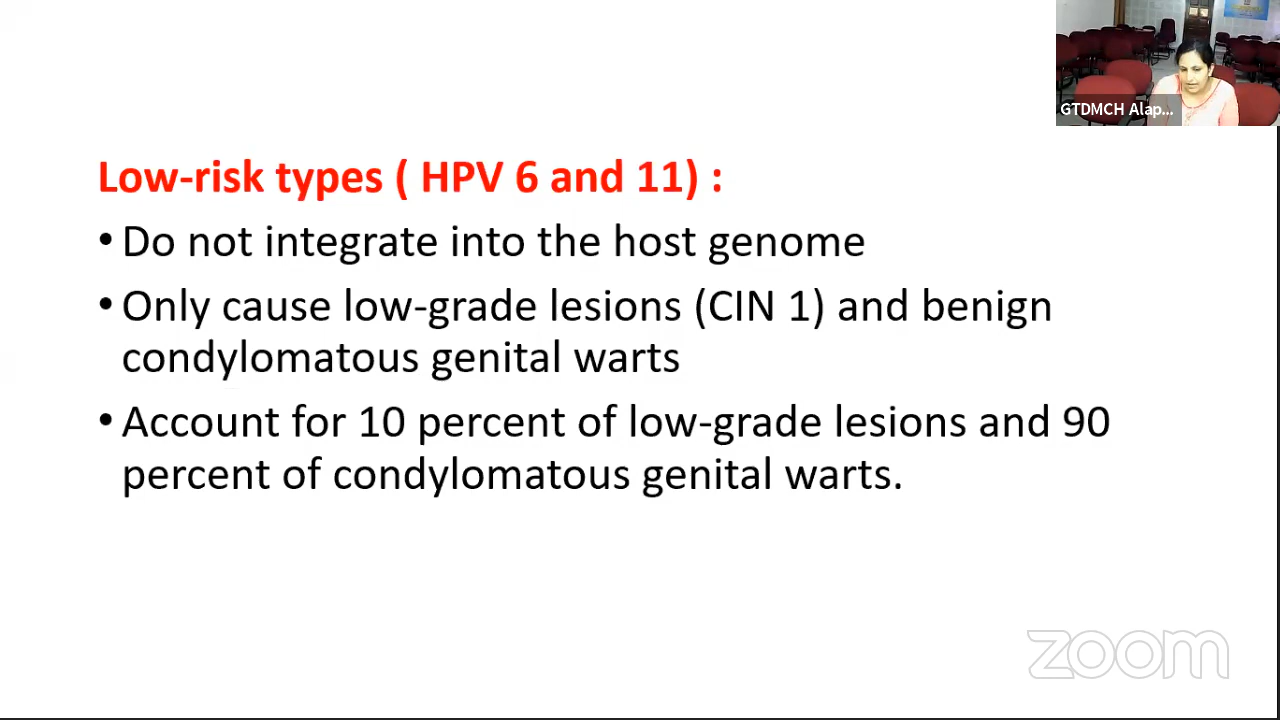 GTDMCH Alap...
Low-risk types ( HPV 6 and 11) :
• Do not integrate into the host genome
• Only cause low-grade lesions (CIN 1) and benign
condylomatous genital warts
• Account for 10 percent of low-grade lesions and 90
percent of condylomatous genital warts.
zoom